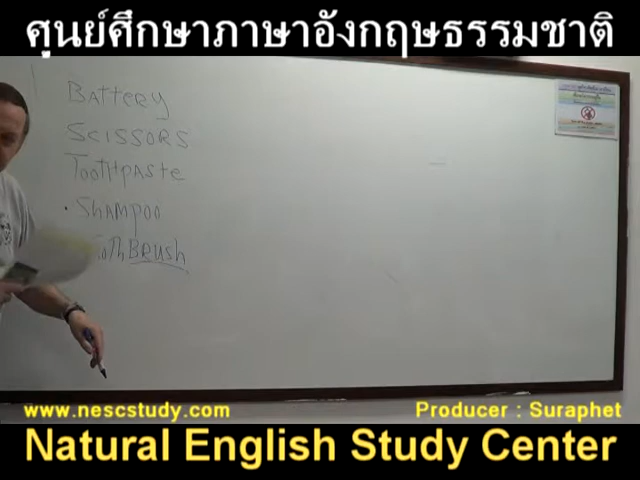 ศูนย์ศึกษาภาษาอังกฤษธรรมชาติ
Battery
Scissors
Toothpaste
• Shampoo
Brush
www.nescstudy.com
Producer : Suraphet
Natural English Study Center